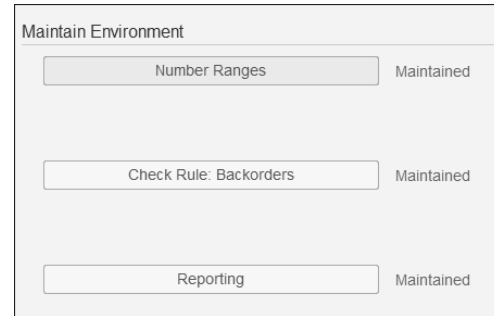 Maintain Environment
Number Ranges Maintained
Check Rule: Backorders Maintained
Reporting Maintained